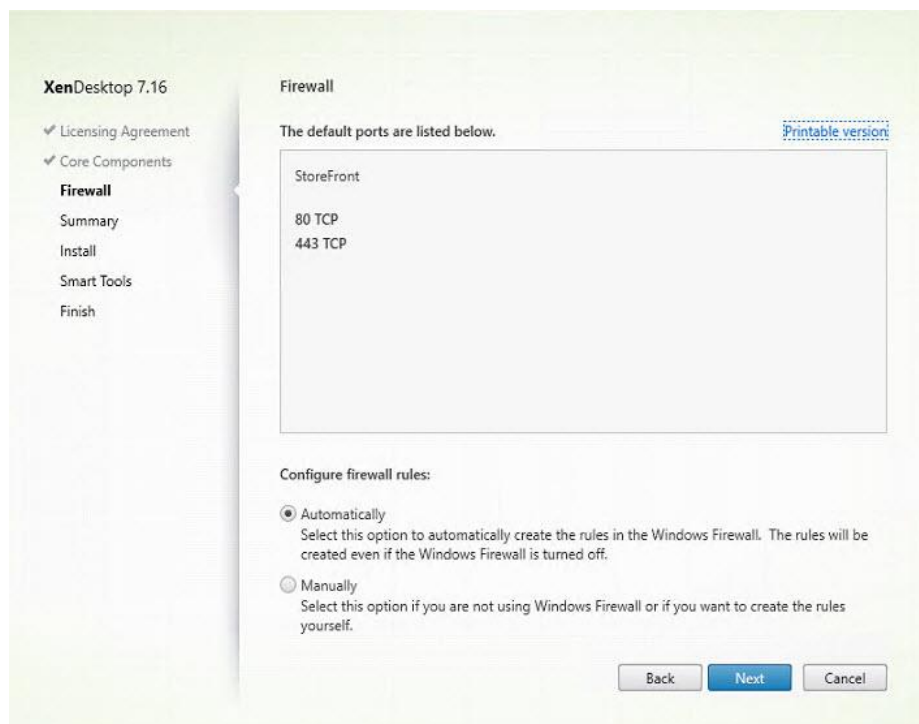 XenDesktop 7.16
Licensing Agreement
Core Components
Firewall
Summary
Install
Smart Tools
Finish
Firewall
The default ports are listed below.
Printable version
StoreFront
80 TCP
443 TCP
Configure firewall rules:
Automatically
Select this option to automatically create the rules in the Windows Firewall. The rules will be
created even if the Windows Firewall is turned off.
Manually
Select this option if you are not using Windows Firewall or if you want to create the rules
yourself.
Back
Next
Cancel